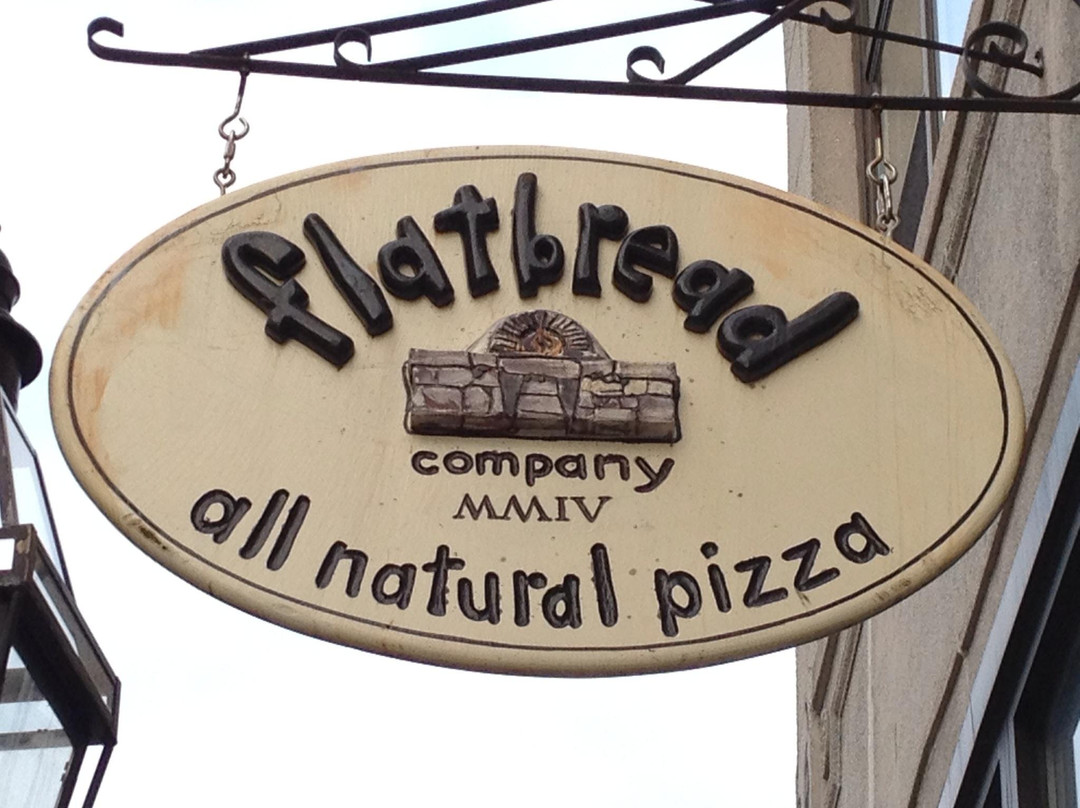 flatbread
company
MMIV
all natural pizza